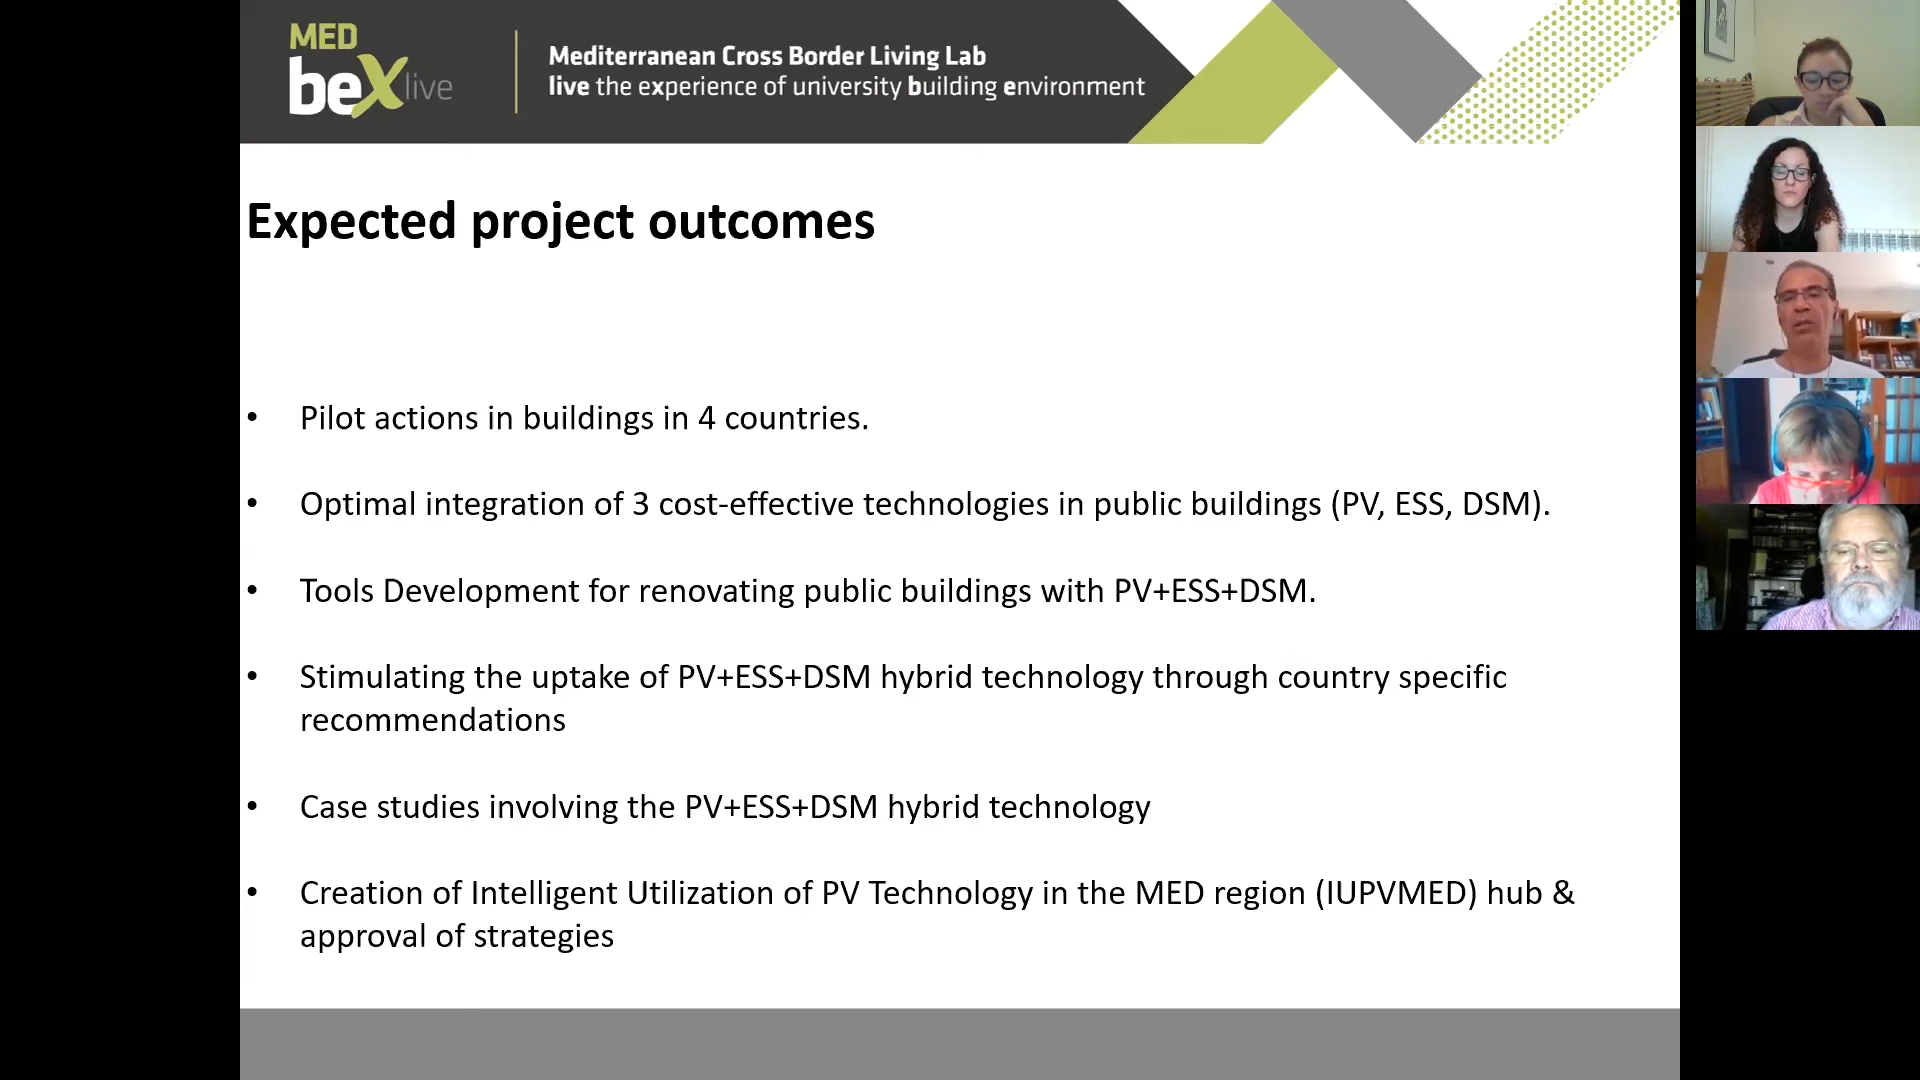 MED
beXlive
Mediterranean Cross Border Living Lab
live the experience of university building environment
Expected project outcomes
• Pilot actions in buildings in 4 countries.
• Optimal integration of 3 cost-effective technologies in public buildings (PV, ESS, DSM).
• Tools Development for renovating public buildings with PV+ESS+DSM.
• Stimulating the uptake of PV+ESS+DSM hybrid technology through country specific
recommendations
• Case studies involving the PV+ESS+DSM hybrid technology
• Creation of Intelligent Utilization of PV Technology in the MED region (IUPVMED) hub &
approval of strategies